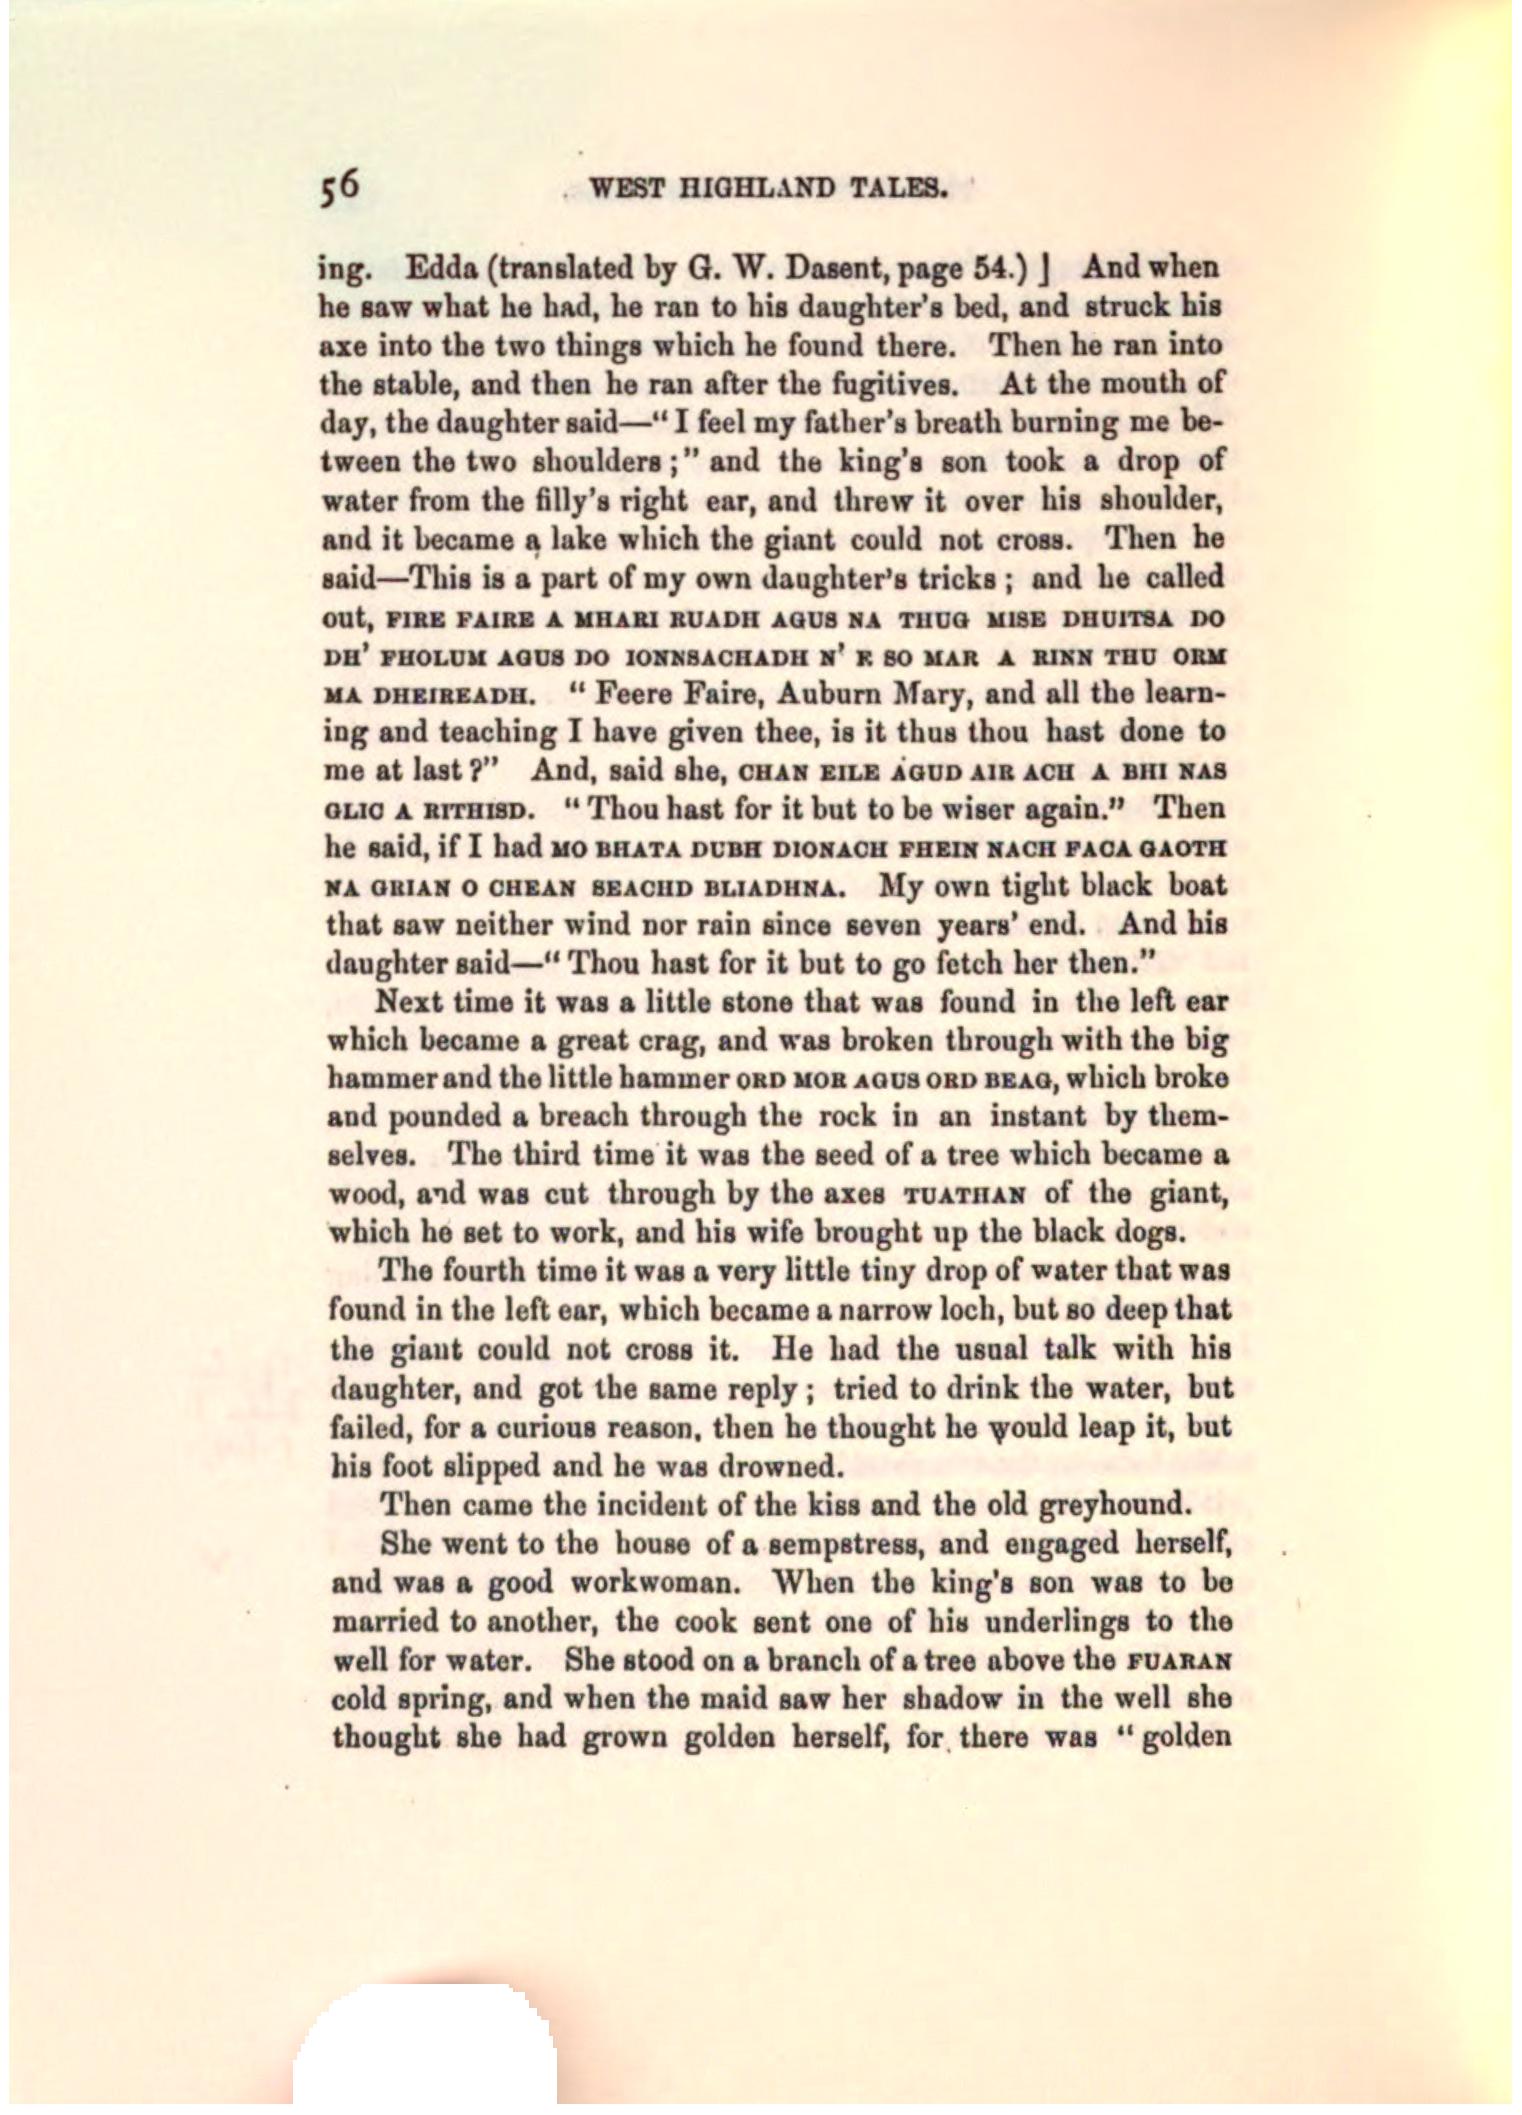 56 WEST HIGHLAND TALES.
ing. Edda (translated by G. W. Dasent, page 54.) ] And when
he saw what he had, he ran to his daughter's bed, and struck his
axe into the two things which he found there. Then he ran into
the stable, and then he ran after the fugitives. At the mouth of
day, the daughter said—“ I feel my father's breath burning me be-
tween the two shoulders ;” and the king's son took a drop of
water from the filly's right ear, and threw it over his shoulder,
and it became a lake which the giant could not cross. Then he
said—This is a part of my own daughter's tricks ; and he called
out, FIRE FAIRE A MHARI RUADH AGUS NA THUG MISE DHUITSA DO
DH' FHOLUM AGUS DO IONNSACHADH N' E SO MAR A RINN THU ORM
MA DHEIREADH. “ Feere Faire, Auburn Mary, and all the learn-
ing and teaching I have given thee, is it thus thou hast done to
me at last ?” And, said she, CHAN EILE AGUD AIR ACH A BHI NAS
GLIC A RITHISD. “ Thou hast for it but to be wiser again.” Then
he said, if I had MO BHATA DUBH DIONACH FHEIN NACH FACA GAOTH
NA GRIAN O CHEAN SEACHD BLIADHNA. My own tight black boat
that saw neither wind nor rain since seven years' end. And his
daughter said—“ Thou hast for it but to go fetch her then.”
Next time it was a little stone that was found in the left ear
which became a great crag, and was broken through with the big
hammer and the little hammer ORD MOR AGUS ORD BEAG, which broke
and pounded a breach through the rock in an instant by them-
selves. The third time it was the seed of a tree which became a
wood, and was cut through by the axes TUATHAN of the giant,
which he set to work, and his wife brought up the black dogs.
The fourth time it was a very little tiny drop of water that was
found in the left ear, which became a narrow loch, but so deep that
the giant could not cross it. He had the usual talk with his
daughter, and got the same reply ; tried to drink the water, but
failed, for a curious reason, then he thought he would leap it, but
his foot slipped and he was drowned.
Then came the incident of the kiss and the old greyhound.
She went to the house of a sempstress, and engaged herself,
and was a good workwoman. When the king's son was to be
married to another, the cook sent one of his underlings to the
well for water. She stood on a branch of a tree above the FUARAN
cold spring, and when the maid saw her shadow in the well she
thought she had grown golden herself, for there was “ golden